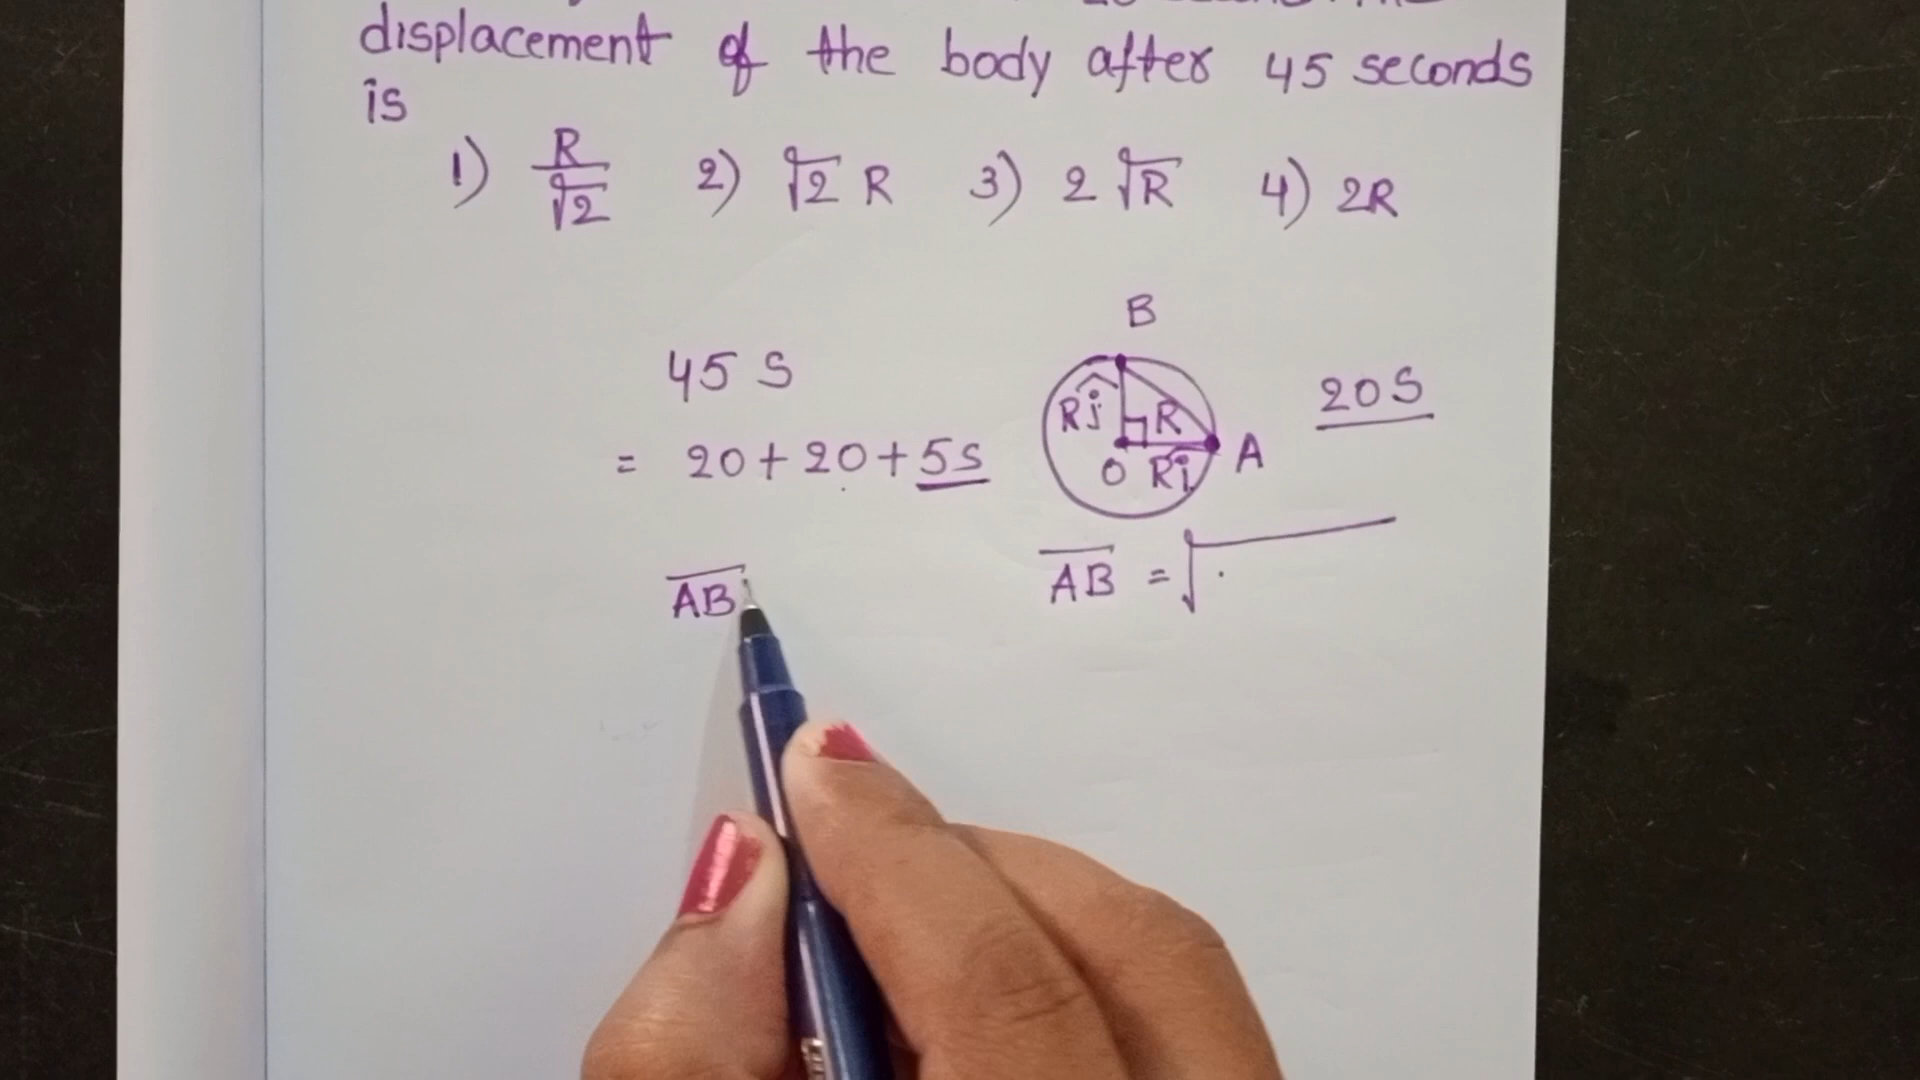 displacement of the body after 45 seconds
is
1) R/√2 2) √2 R 3) 2 √R 4) 2R
B
45 S
20S
Rĵ R
= 20 + 20 + 5s
A
O Rî
AB = √
AB